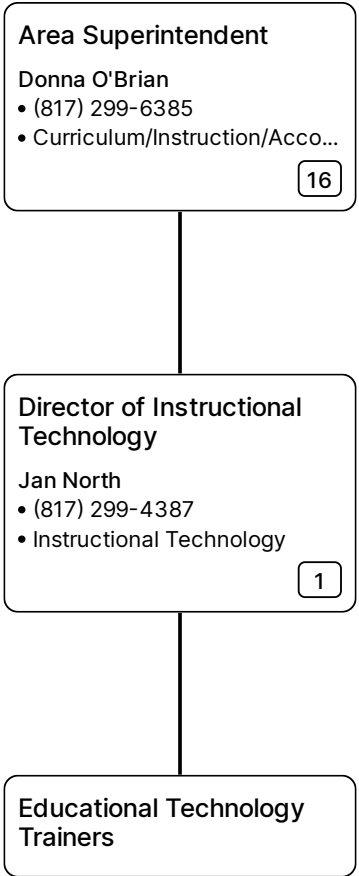 Area Superintendent
Donna O'Brian
• (817) 299-6385
• Curriculum/Instruction/Acco...
16
Director of Instructional
Technology
Jan North
• (817) 299-4387
• Instructional Technology
1
Educational Technology
Trainers